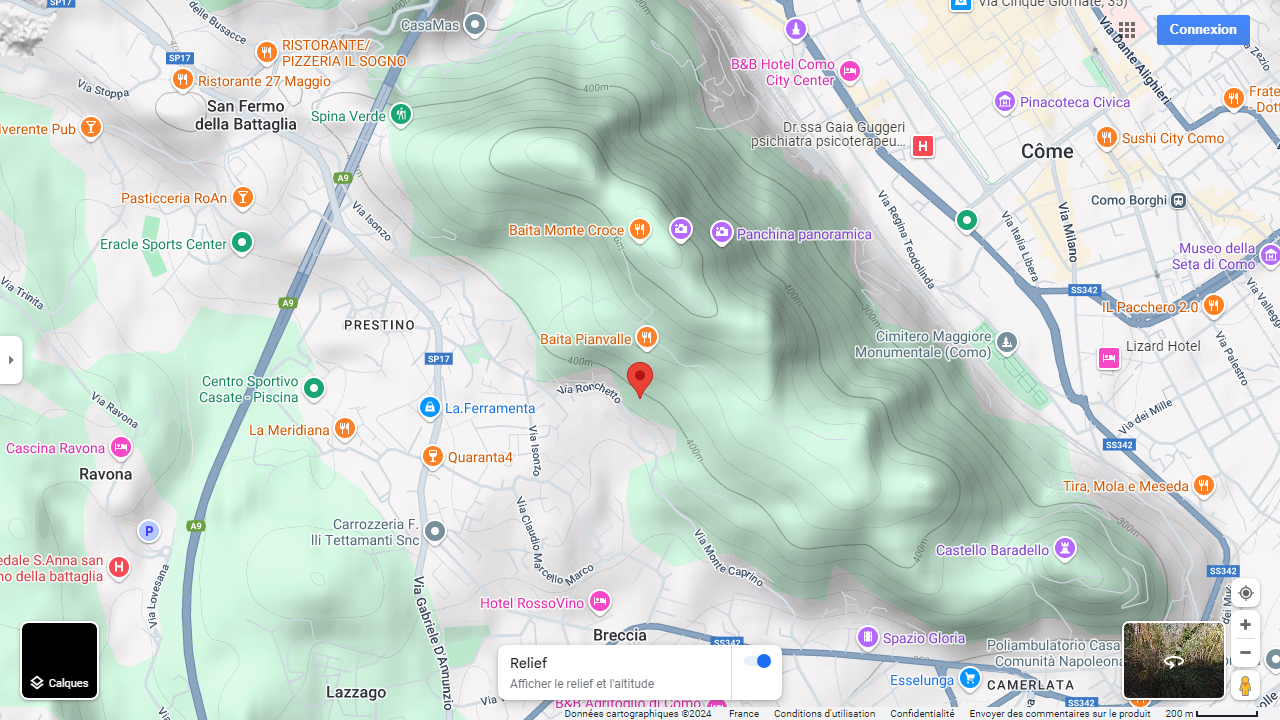 SP17
delle Busacce
CasaMas
Via Cinque Giornate, 35)
Connexion
RISTORANTE/
PIZZERIA IL SOGNO
SP17
Ristorante 27 Maggio
Via Stoppa
San Fermo
della Battaglia
Spina Verde
400m
B&B Hotel Como
City Center
Via Dante Alighieri
Pinacoteca Civica
Frate
Dott
iverente Pub
Dr.ssa Gaia Guggeri
psichiatra psicoterapeu...
H
Sushi City Como
Côme
A9
Pasticceria RoAn
Via Isonzo
Como Borghi
Via Regina Teodolinda
Via Italia Libera
Via Milano
Eracle Sports Center
Baita Monte Croce
Panchina panoramica
Museo della
Seta di Como
Via Trinita
A9
400m
300m
SS342
IL Pacchero 2.0
Via Valleggi
PRESTINO
Baita Pianvalle
Cimitero Maggiore
Monumentale (Como)
Lizard Hotel
Via Palestro
SP17
400m
Centro Sportivo
Casate - Piscina
Via Ronchetto
La.Ferramenta
Via Ravona
La Meridiana
Via dei Mille
Cascina Ravona
Ravona
Quaranta4
Via Isonzo
400m
SS342
Tira, Mola e Meseda
P
A9
Carrozzeria F.
lli Tettamanti Snc
Via Claudio Marcello Marco
Via Monte Caprino
400m
300m
Castello Baradello
edale S.Anna san
no della battaglia
H
Via Lovesana
Via Gabriele D'Annunzio
SS342
Hotel RossoVino
Breccia
SS342
Spazio Gloria
Poliambulatorio Casa
Comunità Napoleona
Esselunga
CAMERLATA
SS342
Lazzago
Calques
Relief
Afficher le relief et l'altitude
B&B Agrifoglio di Como
Données cartographiques ©2024
France
Conditions d'utilisation
Confidentialité
Envoyer des commentaires sur le produit
200 m